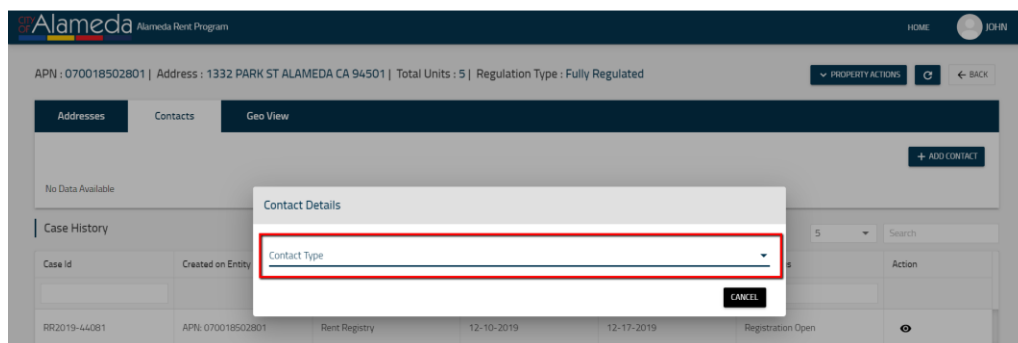 CITY OF Alameda Alameda Rent Program HOME JOHN
APN : 070018502801 | Address : 1332 PARK ST ALAMEDA CA 94501 | Total Units : 5 | Regulation Type : Fully Regulated PROPERTY ACTIONS BACK
Addresses Contacts Geo View
+ ADD CONTACT
No Data Available
Contact Details
Case History 5 Search
Contact Type
Case Id Created on Entity s Action
CANCEL
RR2019-44081 APN: 070018502801 Rent Registry 12-10-2019 12-17-2019 Registration Open